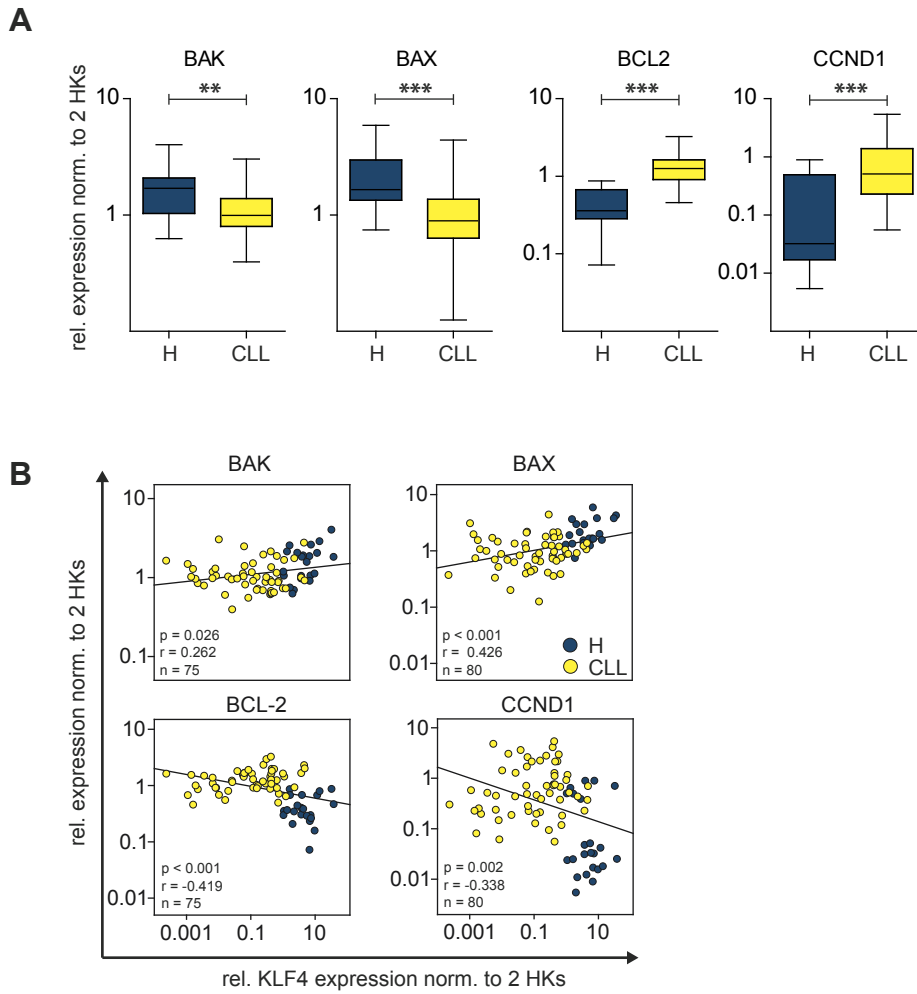 A
BAK
BAX
BCL2
CCND1
rel. expression norm. to 2 HKs
10
1
**
H
CLL
10
1
***
H
CLL
10
1
0.1
***
H
CLL
10
1
0.1
0.01
***
H
CLL
B
rel. expression norm. to 2 HKs
BAK
10
1
0.1
p = 0.026
r = 0.262
n = 75
BAX
10
1
0.1
0.01
p < 0.001
r = 0.426
n = 80
H
CLL
BCL-2
10
1
0.1
0.01
p < 0.001
r = -0.419
n = 75
0.001
0.1
10
CCND1
10
1
0.1
0.01
p = 0.002
r = -0.338
n = 80
0.001
0.1
10
rel. KLF4 expression norm. to 2 HKs